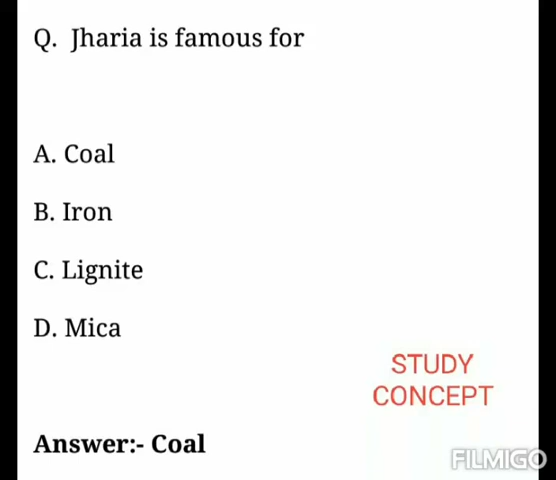 Q. Jharia is famous for
A. Coal
B. Iron
C. Lignite
D. Mica
STUDY
CONCEPT
Answer:- Coal
FILMIGO